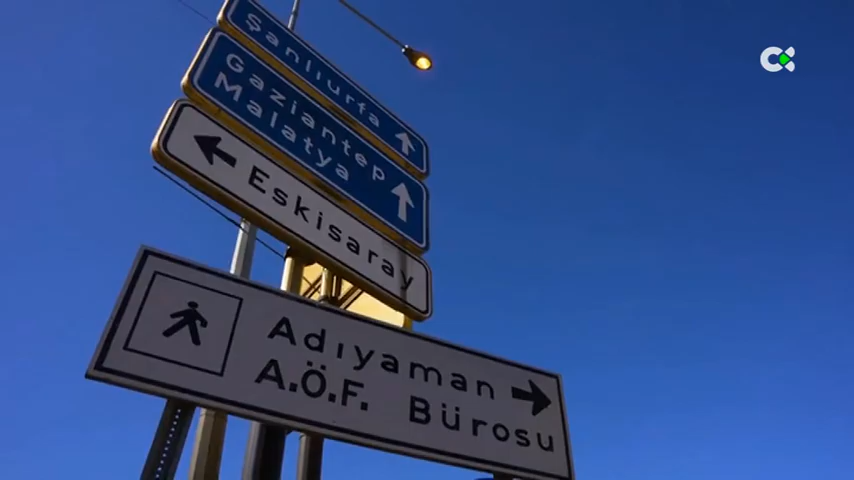 Şanlıurfa
Gaziantep
Malatya
Eskisaray
Adıyaman
A.Ö.F. Bürosu